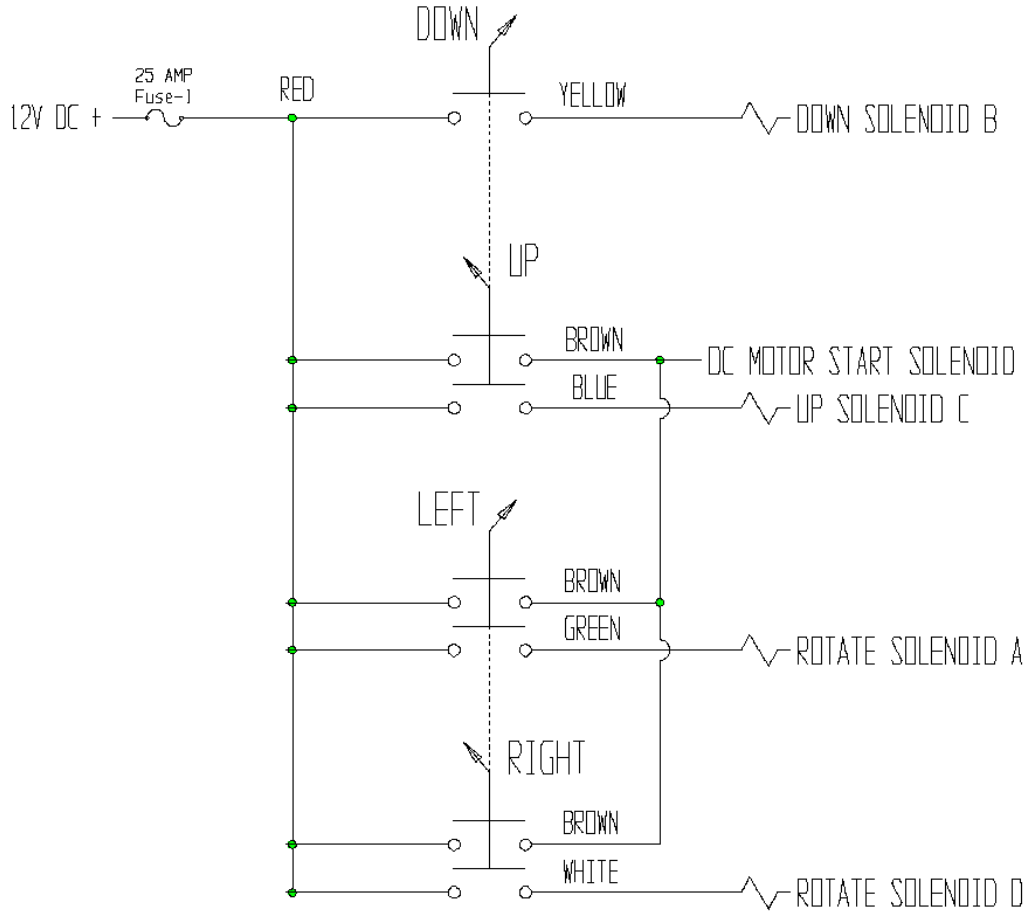 DOWN
25 AMP
Fuse-1
RED
12V DC +
YELLOW
DOWN SOLENOID B
UP
BROWN
DC MOTOR START SOLENOID
BLUE
UP SOLENOID C
LEFT
BROWN
GREEN
ROTATE SOLENOID A
RIGHT
BROWN
WHITE
ROTATE SOLENOID D